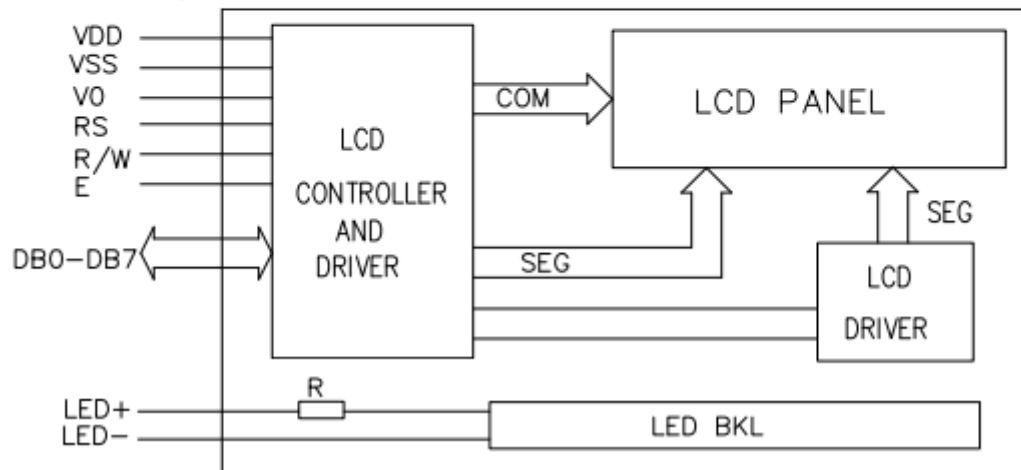 VDD
VSS
V0
RS
R/W
E
DB0-DB7
LCD
CONTROLLER
AND
DRIVER
COM
LCD PANEL
SEG
SEG
LCD
DRIVER
R
LED+
LED-
LED BKL